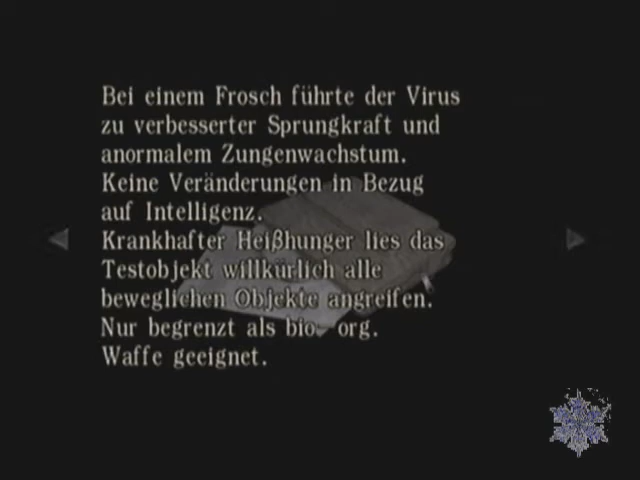 Bei einem Frosch führte der Virus
zu verbesserter Sprungkraft und
anormalem Zungenwachstum.
Keine Veränderungen in Bezug
auf Intelligenz.
Krankhafter Heißhunger lies das
Testobjekt willkürlich alle
beweglichen Objekte angreifen.
Nur begrenzt als bio- org.
Waffe geeignet.